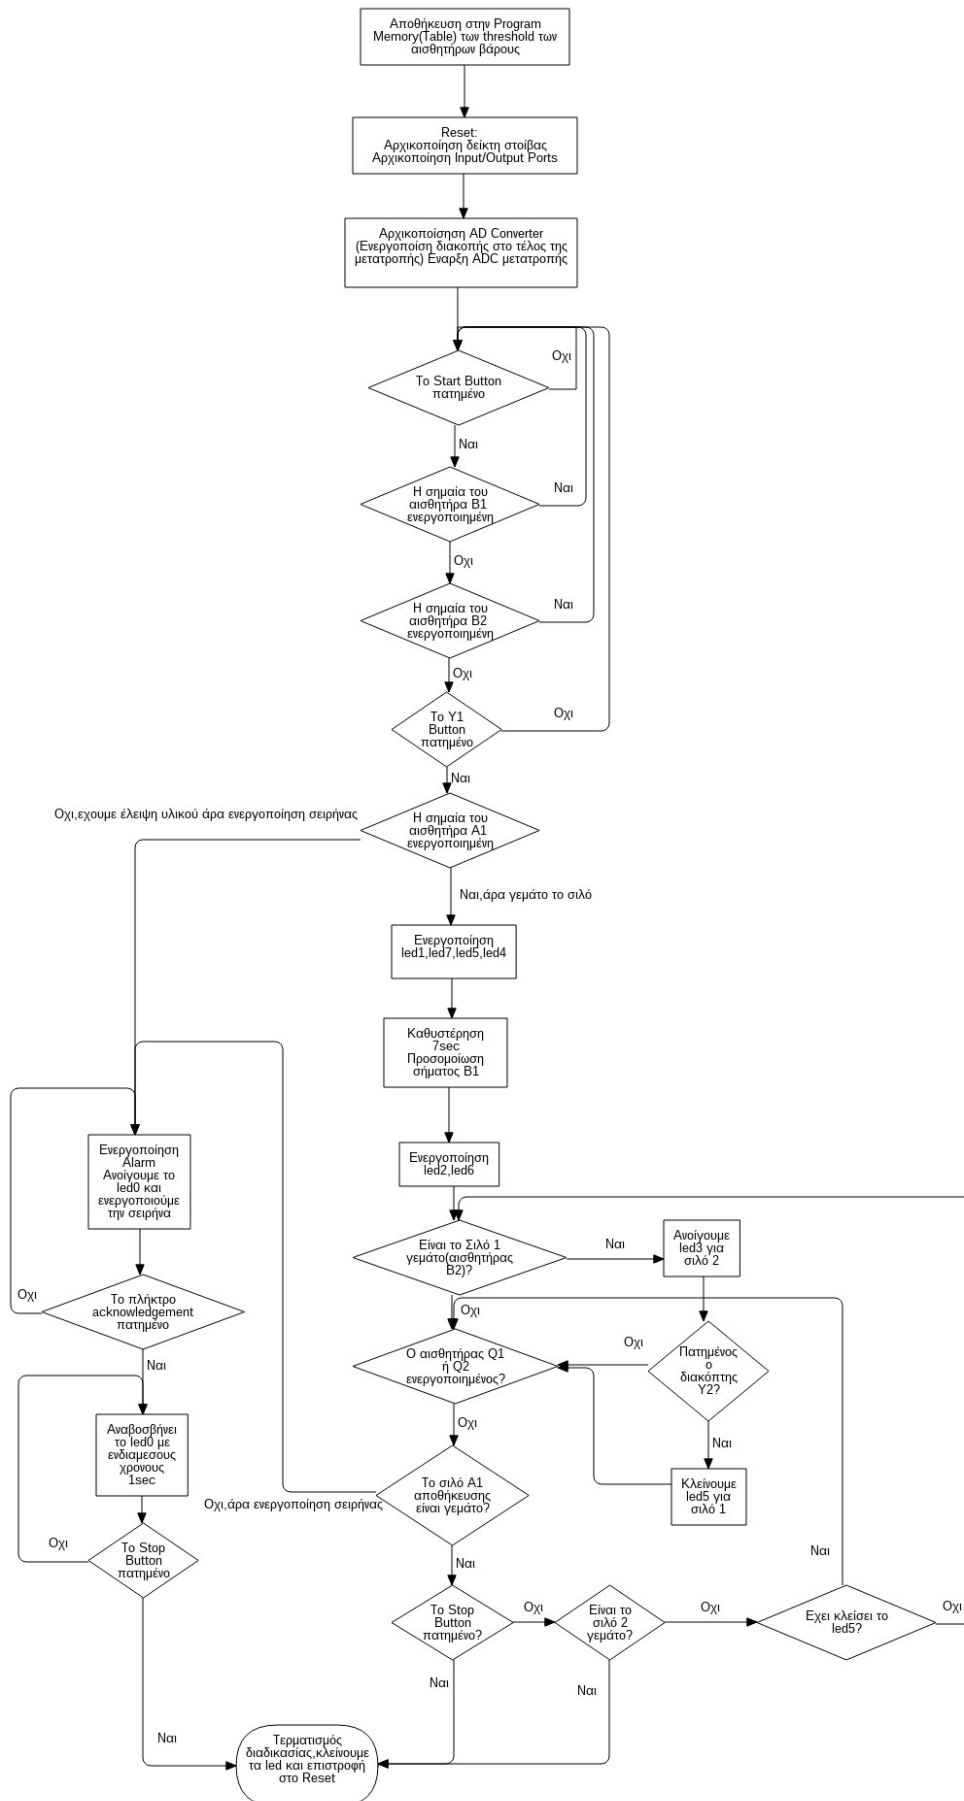 Αποθήκευση στην Program
Memory(Table) των threshold των
αισθητήρων βάρους
Reset:
Αρχικοποίηση δείκτη στοίβας
Αρχικοποίηση Input/Output Ports
Αρχικοποίσηση AD Converter
(Ενεργοποίση διακοπής στο τέλος της
μετατροπής) Εναρξη ADC μετατροπής
Το Start Button
πατημένο
Οχι
Ναι
Η σημαία του
αισθητήρα B1
ενεργοποιημένη
Ναι
Οχι
Η σημαία του
αισθητήρα B2
ενεργοποιημένη
Ναι
Οχι
Το Y1
Button
πατημένο
Οχι
Ναι
Η σημαία του
αισθητήρα A1
ενεργοποιημένη
Οχι,εχουμε έλειψη υλικού άρα ενεργοποίηση σειρήνας
Ναι,άρα γεμάτο το σιλό
Ενεργοποίηση
led1,led7,led5,led4
Καθυστέρηση
7sec
Προσομοίωση
σήματος B1
Ενεργοποίηση
led2,led6
Ενεργοποίηση
Alarm
Ανοίγουμε το
led0 και
ενεργοποιούμε
την σειρήνα
Είναι το Σιλό 1
γεμάτο(αισθητήρας
B2)?
Ναι
Ανοίγουμε
led3 για
σιλό 2
Οχι
Το πλήκτρο
acknowledgement
πατημένο
Οχι
Ναι
Ο αισθητήρας Q1
ή Q2
ενεργοποιημένος?
Οχι
Πατημένος
ο
διακόπτης
Y2?
Οχι
Ναι
Κλείνουμε
led5 για
σιλό 1
Αναβοσβήνει
το led0 με
ενδιαμεσους
χρονους
1sec
Το σιλό A1
αποθήκευσης
είναι γεμάτο?
Οχι,άρα ενεργοποίηση σειρήνας
Ναι
Το Stop
Button
πατημένο
Οχι
Ναι
Το Stop
Button
πατημένο?
Οχι
Ναι
Είναι το
σιλό 2
γεμάτο?
Οχι
Ναι
Εχει κλείσει το
led5?
Ναι
Οχι
Τερματισμός
διαδικασίας,κλείνουμε
τα led και επιστροφή
στο Reset